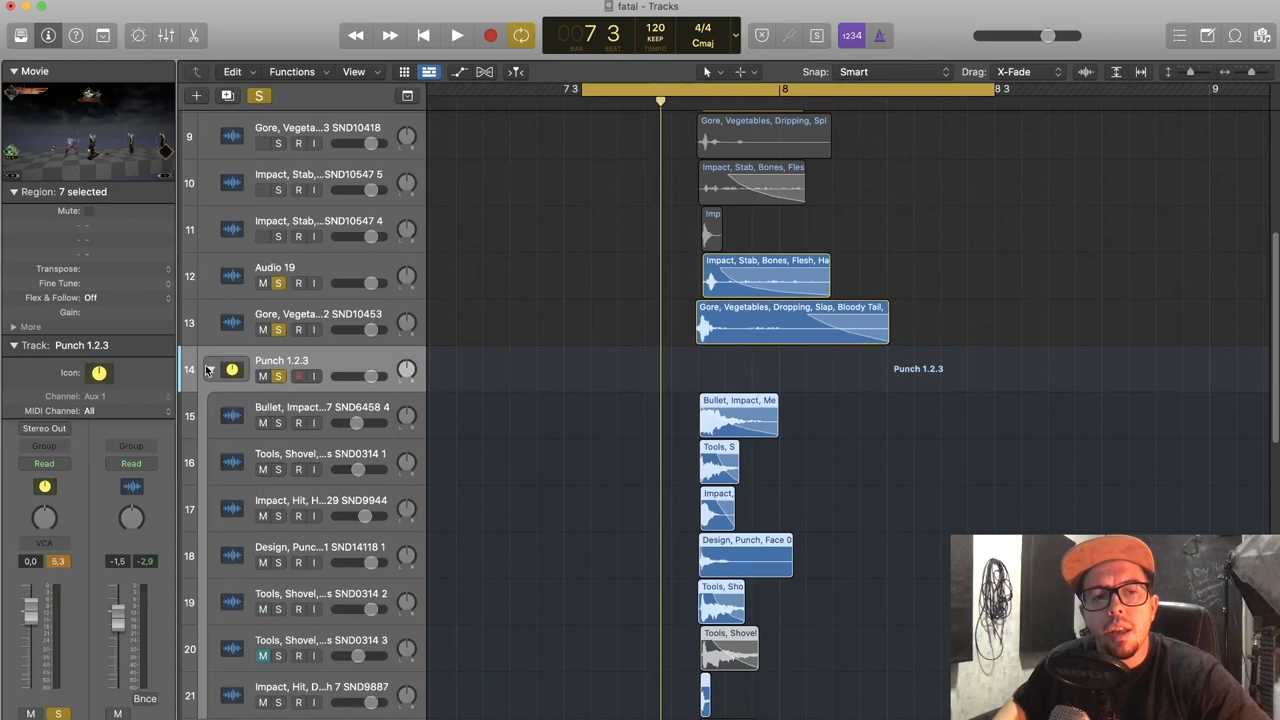 fatal - Tracks
007 3
BAR BEAT
120
KEEP
TEMPO
4/4
Cmaj
1234
S
Movie
Edit Functions View
Snap: Smart
Drag: X-Fade
S
7 3 8 8 3 9
Region: 7 selected
Mute:
Transpose:
Fine Tune:
Flex & Follow: Off
Gain:
More
Track: Punch 1.2.3
Icon:
Channel: Aux 1
MIDI Channel: All
Stereo Out
Group Group
Read Read
VCA
0,0 5,3 -1,5 -2,9
Bnce
M S M
9 Gore, Vegeta...3 SND10418
S R I
Gore, Vegetables, Dripping, Spl
10 Impact, Stab,...SND10547 5
S R I
Impact, Stab, Bones, Fles
11 Impact, Stab,...SND10547 4
S R I
Imp
12 Audio 19
M S R I
Impact, Stab, Bones, Flesh, Ha
13 Gore, Vegeta...2 SND10453
M S R I
Gore, Vegetables, Dropping, Slap, Bloody Tail,
14 Punch 1.2.3
M S R I
Punch 1.2.3
15 Bullet, Impact...7 SND6458 4
M S R I
Bullet, Impact, Me
16 Tools, Shovel,...s SND0314 1
M S R I
Tools, S
17 Impact, Hit, H...29 SND9944
M S R I
Impact,
18 Design, Punc...1 SND14118 1
M S R I
Design, Punch, Face 0
19 Tools, Shovel,...s SND0314 2
M S R I
Tools, Sho
20 Tools, Shovel,...s SND0314 3
M S R I
Tools, Shovel
21 Impact, Hit, D...h 7 SND9887
M S R I